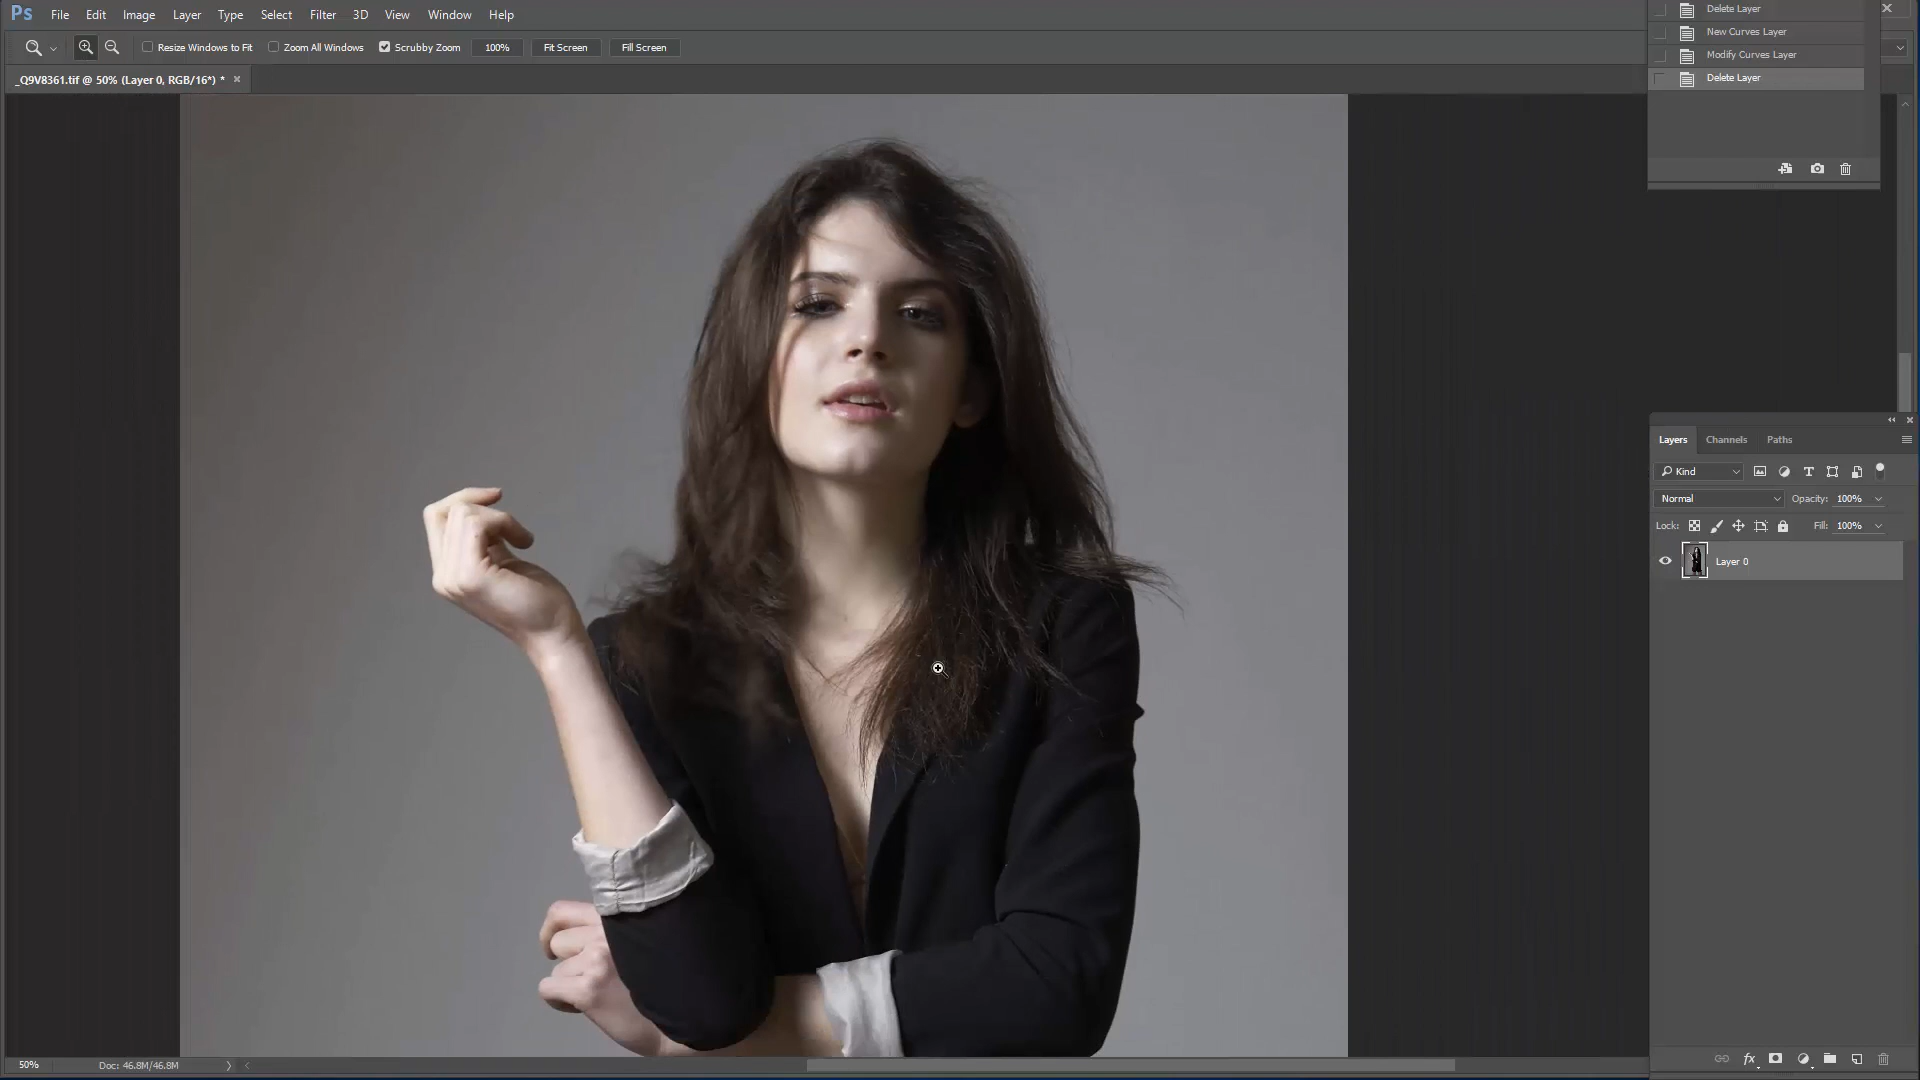 Ps File Edit Image Layer Type Select Filter 3D View Window Help
Resize Windows to Fit Zoom All Windows Scrubby Zoom 100% Fit Screen Fill Screen
_Q9V8361.tif @ 50% (Layer 0, RGB/16*) *
Delete Layer
New Curves Layer
Modify Curves Layer
Delete Layer
Layers Channels Paths
Kind T
Normal Opacity: 100%
Lock: Fill: 100%
Layer 0
fx
50% Doc: 46.8M/46.8M